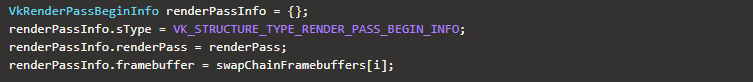 VkRenderPassBeginInfo renderPassInfo = {};
renderPassInfo.sType = VK_STRUCTURE_TYPE_RENDER_PASS_BEGIN_INFO;
renderPassInfo.renderPass = renderPass;
renderPassInfo.framebuffer = swapChainFramebuffers[i];